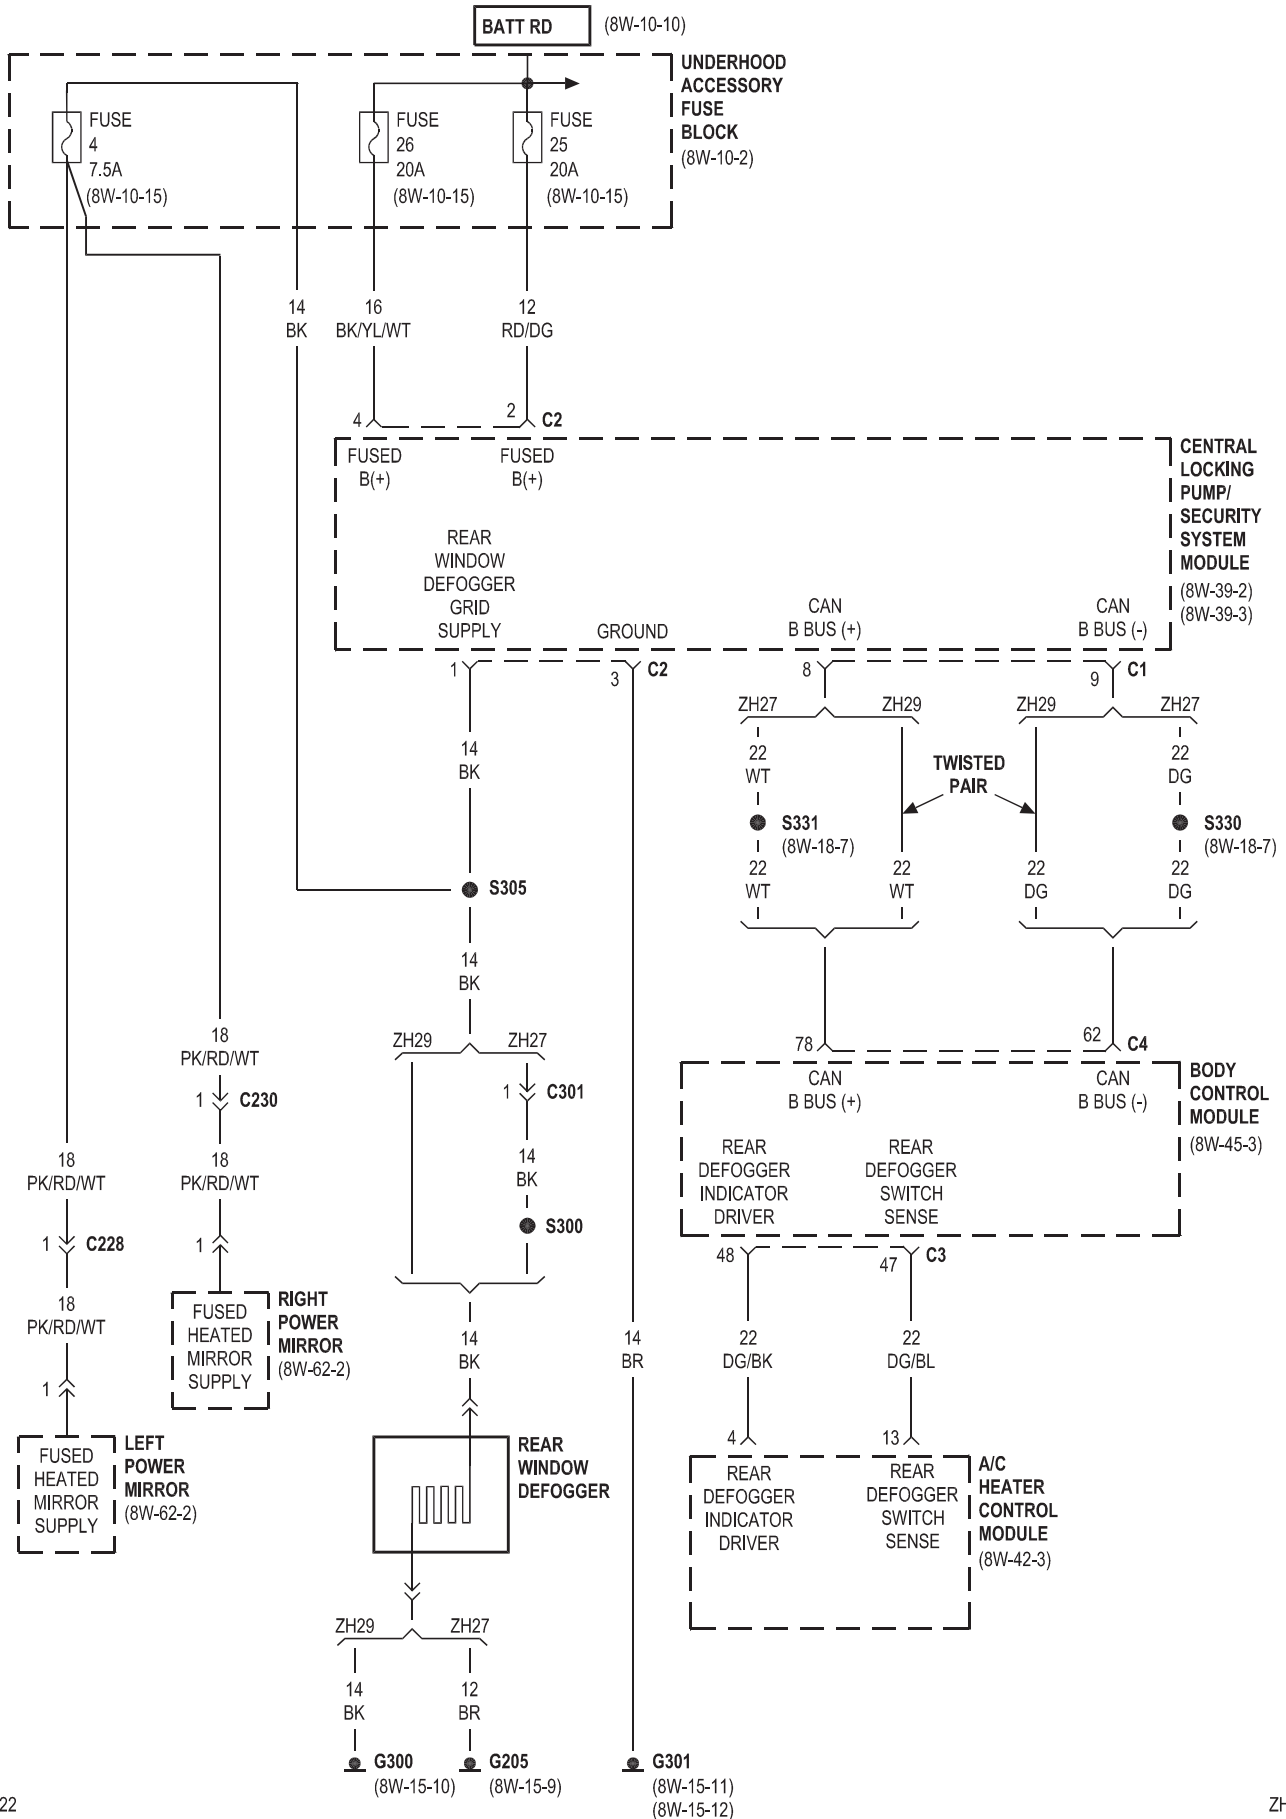 BATT RD
(8W-10-10)
UNDERHOOD
ACCESSORY
FUSE
BLOCK
(8W-10-2)
FUSE
4
7.5A
(8W-10-15)
FUSE
26
20A
(8W-10-15)
FUSE
25
20A
(8W-10-15)
14
BK
16
BK/YL/WT
12
RD/DG
4
2
C2
FUSED
B(+)
FUSED
B(+)
CENTRAL
LOCKING
PUMP/
SECURITY
SYSTEM
MODULE
(8W-39-2)
(8W-39-3)
REAR
WINDOW
DEFOGGER
GRID
SUPPLY
GROUND
CAN
B BUS (+)
CAN
B BUS (-)
1
3
C2
8
9
C1
ZH27
ZH29
ZH29
ZH27
14
BK
22
WT
TWISTED
PAIR
22
DG
S331
(8W-18-7)
S330
(8W-18-7)
22
WT
22
WT
22
DG
22
DG
S305
14
BK
ZH29
ZH27
18
PK/RD/WT
1
C230
1
C301
78
62
C4
CAN
B BUS (+)
CAN
B BUS (-)
BODY
CONTROL
MODULE
(8W-45-3)
18
PK/RD/WT
18
PK/RD/WT
14
BK
REAR
DEFOGGER
INDICATOR
DRIVER
REAR
DEFOGGER
SWITCH
SENSE
S300
1
C228
1
48
47
C3
18
PK/RD/WT
FUSED
HEATED
MIRROR
SUPPLY
RIGHT
POWER
MIRROR
(8W-62-2)
14
BK
14
BR
22
DG/BK
22
DG/BL
1
4
13
FUSED
HEATED
MIRROR
SUPPLY
LEFT
POWER
MIRROR
(8W-62-2)
REAR
WINDOW
DEFOGGER
REAR
DEFOGGER
INDICATOR
DRIVER
REAR
DEFOGGER
SWITCH
SENSE
A/C
HEATER
CONTROL
MODULE
(8W-42-3)
ZH29
ZH27
14
BK
12
BR
G300
(8W-15-10)
G205
(8W-15-9)
G301
(8W-15-11)
(8W-15-12)
22
ZH